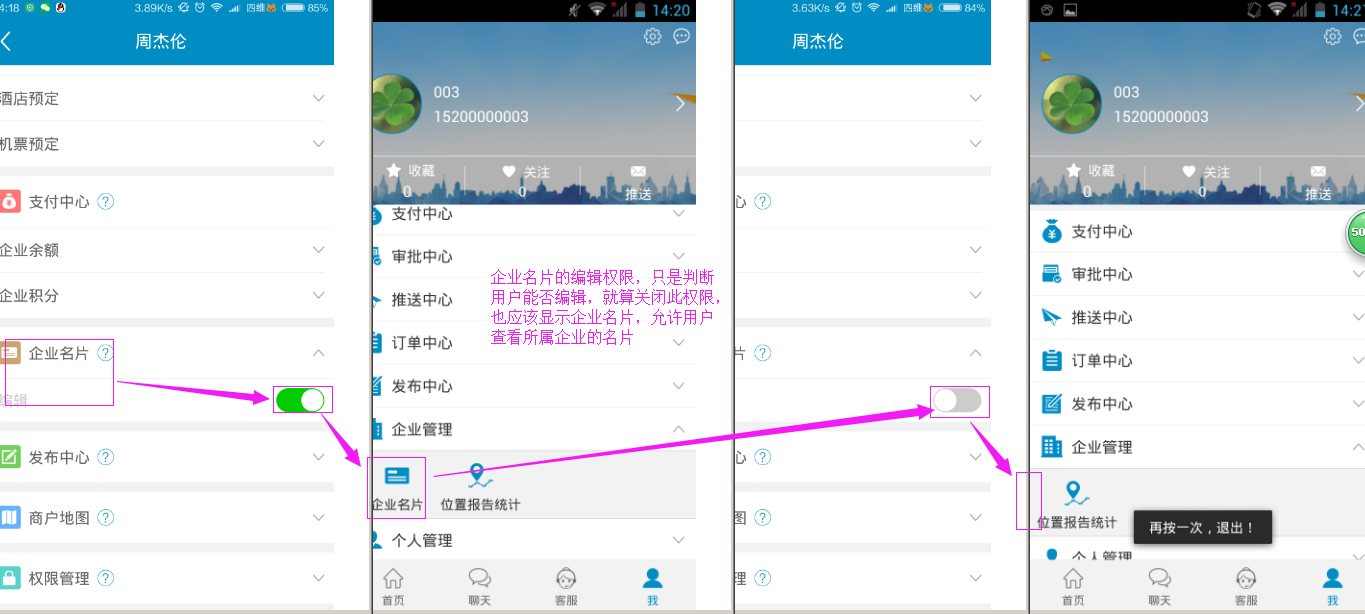 4:18 3.89K/s 四维 85%
周杰伦
酒店预定
机票预定
支付中心 ?
企业余额
企业积分
企业名片 ?
编辑
发布中心 ?
商户地图 ?
权限管理 ?
14:20
003
15200000003
收藏
0
关注
0
推送
支付中心
审批中心
推送中心
订单中心
发布中心
企业管理
企业名片
位置报告统计
个人管理
首页
聊天
客服
我
企业名片的编辑权限，只是判断
用户能否编辑，就算关闭此权限，
也应该显示企业名片，允许用户
查看所属企业的名片
3.63K/s 四维 84%
周杰伦
心 ?
片 ?
心 ?
图 ?
理 ?
14:2
003
15200000003
收藏
0
关注
0
推送
支付中心
50
审批中心
推送中心
订单中心
发布中心
企业管理
位置报告统计
再按一次，退出！
个人管理
首页
聊天
客服
我